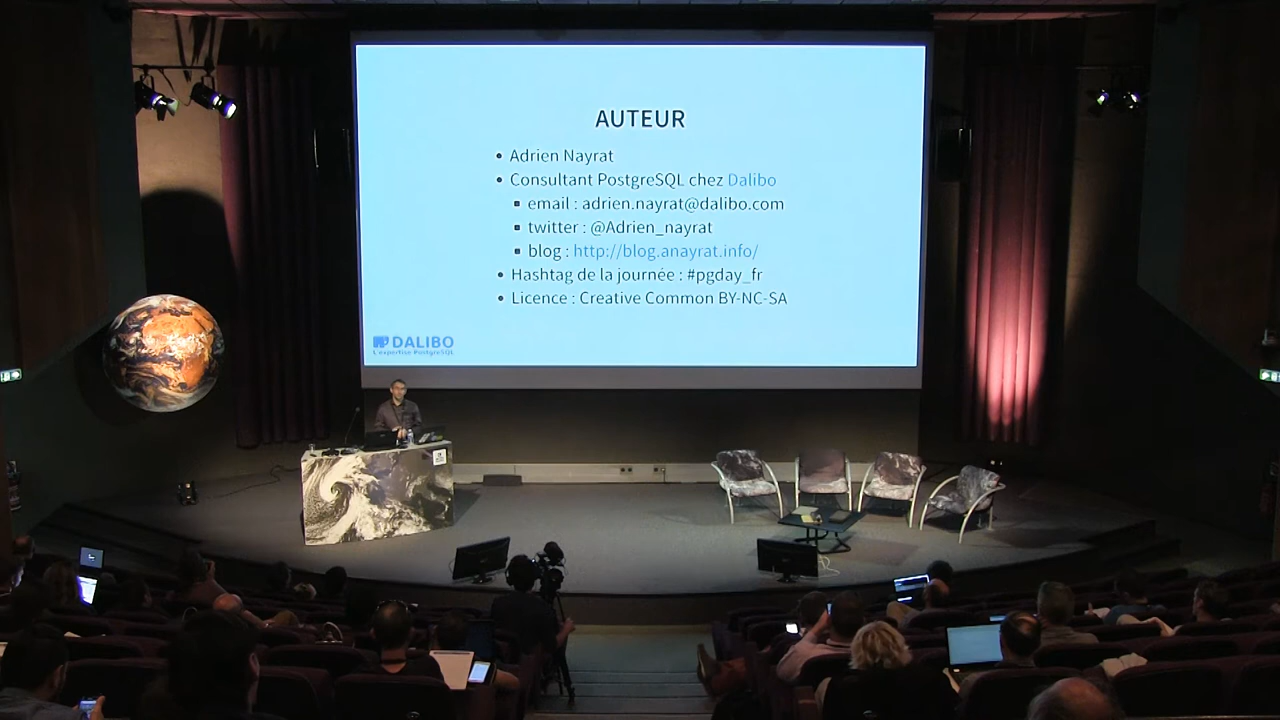 AUTEUR
Adrien Nayrat
Consultant PostgreSQL chez Dalibo
email : adrien.nayrat@dalibo.com
twitter : @Adrien_nayrat
blog : http://blog.anayrat.info/
Hashtag de la journée : #pgday_fr
Licence : Creative Common BY-NC-SA
DALIBO
L'expertise PostgreSQL